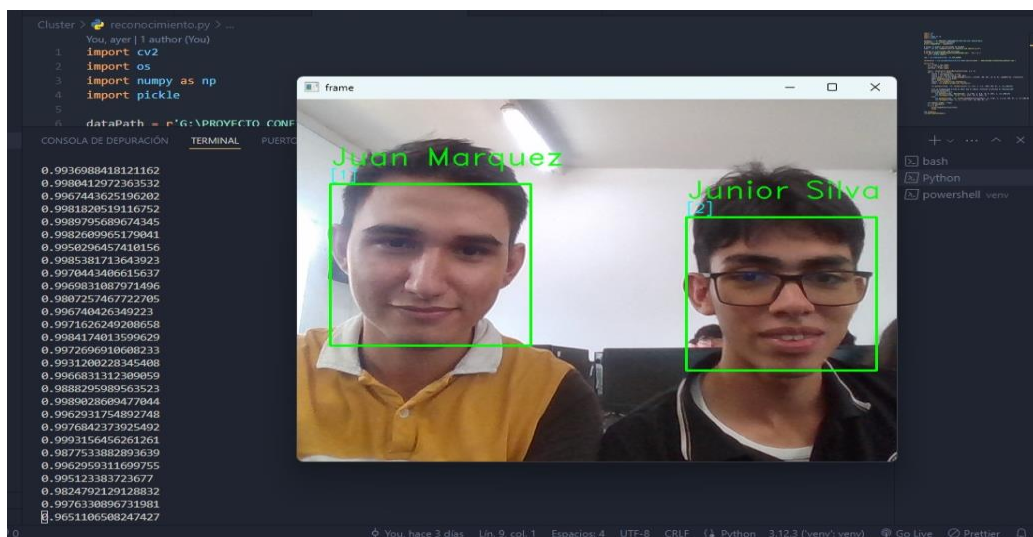 Cluster > reconocimiento.py > ...
You, ayer | 1 author (You)
1 import cv2
2 import os
3 import numpy as np
4 import pickle
5
6 dataPath = r'G:\PROYECTO CONF
CONSOLA DE DEPURACIÓN TERMINAL PUERTO
0.9936988418121162
0.9980412972363532
0.9967443625196202
0.9981820519116752
0.9989795689674345
0.9982609965179041
0.9950296457410156
0.9985381713643923
0.9970443406615637
0.9969831087971496
0.9807257467722705
0.996740426349223
0.9971626249208658
0.9984174013599629
0.9972696910608233
0.9931200228345408
0.9966831312309059
0.9888295989563523
0.9989028609477044
0.9962931754892748
0.9976842373925492
0.9993156456261261
0.9877533882893639
0.9962959311699755
0.995123383723677
0.9824792129128832
0.9976330896731981
0.9651106508247427
frame
Juan Marquez
[1]
Junior Silva
[2]
bash
Python
powershell venv
You, hace 3 días Lín. 9, col. 1 Espacios: 4 UTF-8 CRLF Python 3.12.3 ('venv': venv) Go Live Prettier